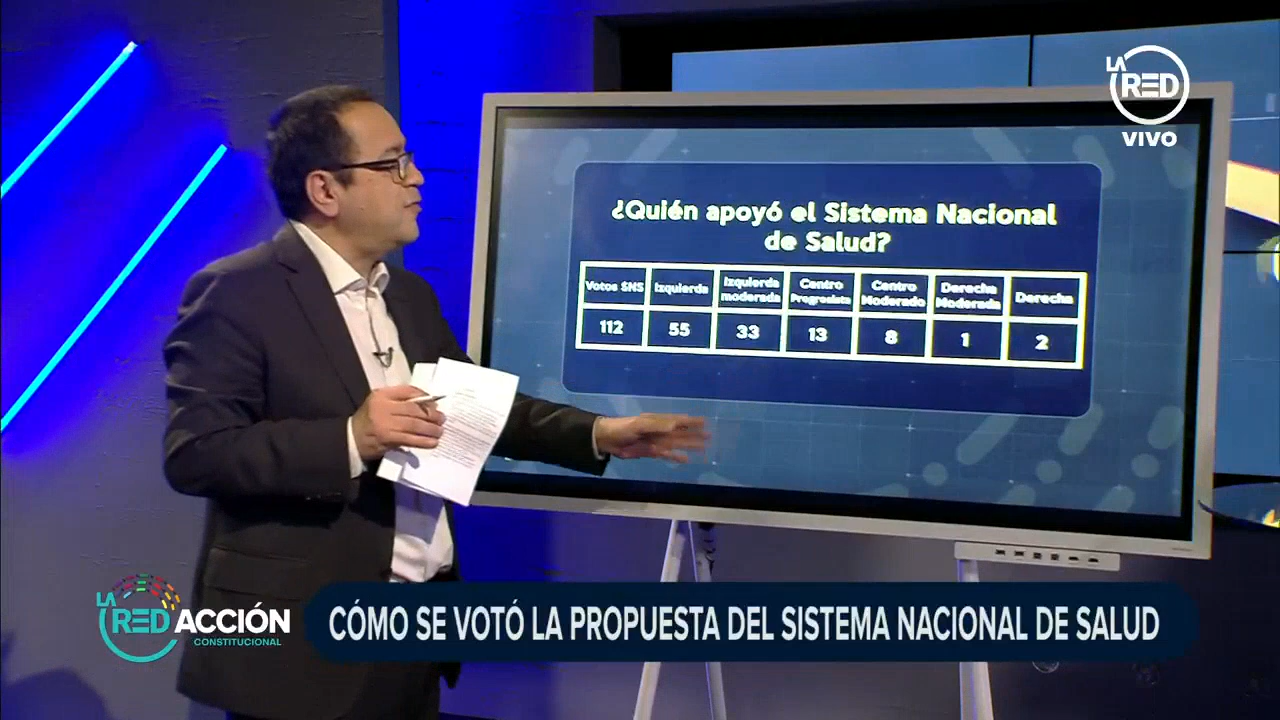 LA
RED
VIVO
¿Quién apoyó el Sistema Nacional
de Salud?
Votos SNS
Izquierda
Izquierda
moderada
Centro
Progresista
Centro
Moderado
Derecha
Moderada
Derecha
112
55
33
13
8
1
2
LA
RED ACCIÓN
CONSTITUCIONAL
CÓMO SE VOTÓ LA PROPUESTA DEL SISTEMA NACIONAL DE SALUD